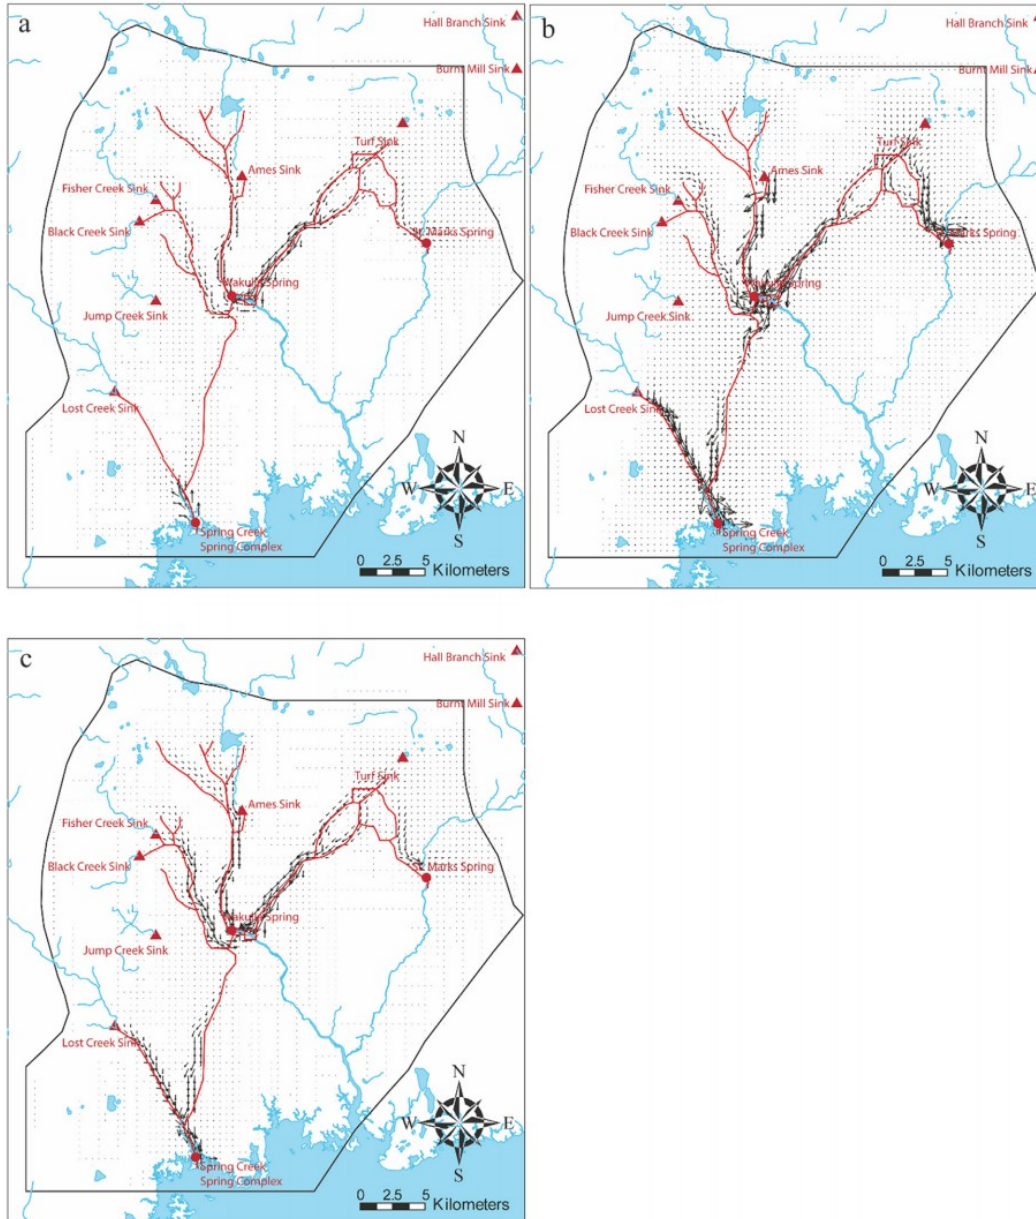 a
Hall Branch Sink
Burnt Mill Sink
Turf Sink
Ames Sink
Fisher Creek Sink
Black Creek Sink
St. Marks Spring
Wakulla Spring
Jump Creek Sink
Lost Creek Sink
N
W E
S
Spring Creek
Spring Complex
0 2.5 5
Kilometers
b
Hall Branch Sink
Burnt Mill Sink
Turf Sink
Ames Sink
Fisher Creek Sink
Black Creek Sink
St. Marks Spring
Wakulla Spring
Jump Creek Sink
Lost Creek Sink
N
W E
S
Spring Creek
Spring Complex
0 2.5 5
Kilometers
c
Hall Branch Sink
Burnt Mill Sink
Turf Sink
Ames Sink
Fisher Creek Sink
Black Creek Sink
St. Marks Spring
Wakulla Spring
Jump Creek Sink
Lost Creek Sink
N
W E
S
Spring Creek
Spring Complex
0 2.5 5
Kilometers